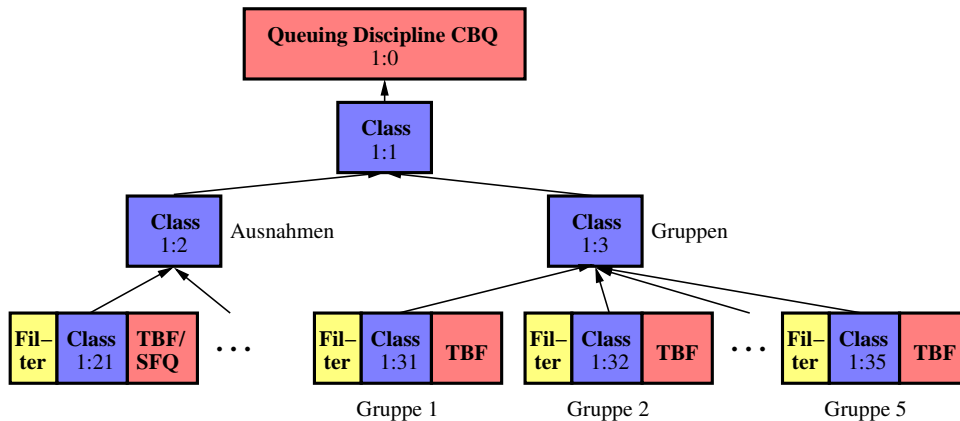 Queuing Discipline CBQ
1:0
Class
1:1
Class
1:2
Ausnahmen
Class
1:3
Gruppen
Fil–
ter
Class
1:21
TBF/
SFQ
...
Fil–
ter
Class
1:31
TBF
Fil–
ter
Class
1:32
TBF
...
Fil–
ter
Class
1:35
TBF
Gruppe 1
Gruppe 2
Gruppe 5